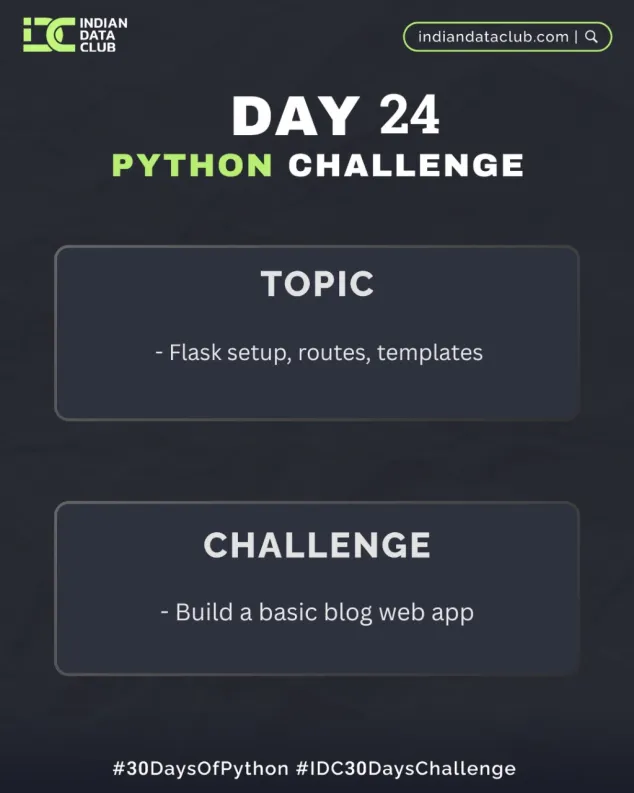 INDIAN
DATA
CLUB
indiandataclub.com |
DAY 24
PYTHON CHALLENGE
TOPIC
- Flask setup, routes, templates
CHALLENGE
- Build a basic blog web app
#30DaysOfPython #IDC30DaysChallenge